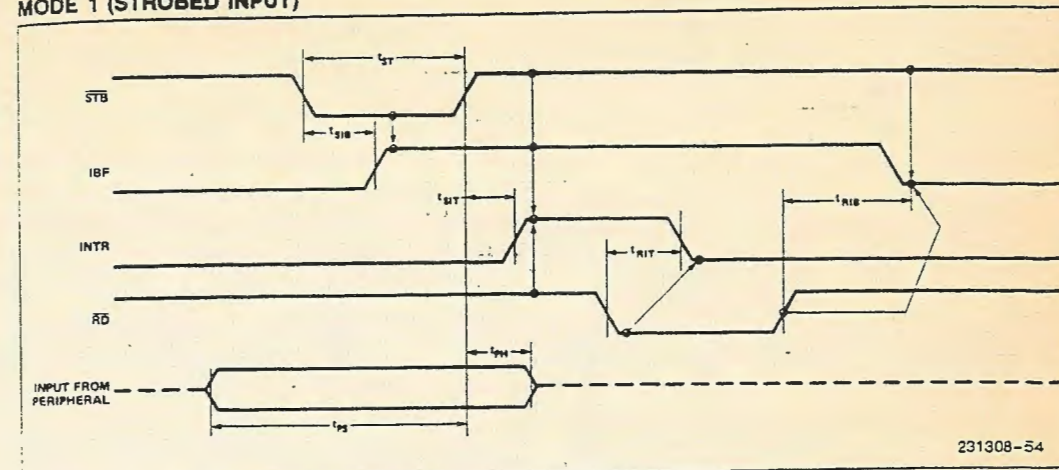 MODE 1 (STROBED INPUT)
tST
STB
tSIB
IBF
tSIT
tRIB
INTR
tRIT
RD
tPH
INPUT FROM
PERIPHERAL
tPS
231308-54